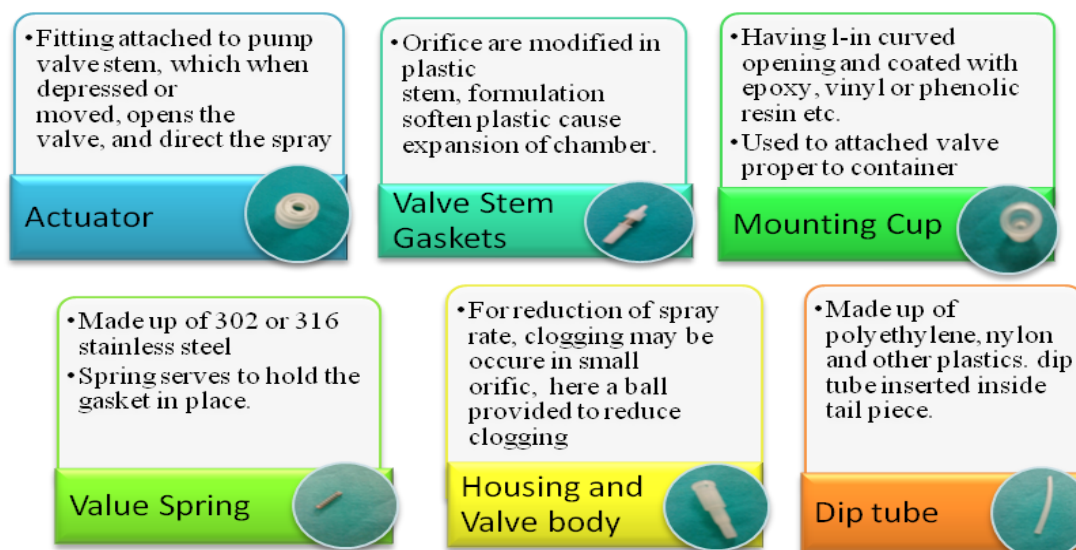 • Fitting attached to pump
valve stem, which when
depressed or
moved, opens the
valve, and direct the spray
Actuator
• Orifice are modified in
plastic
stem, formulation
soften plastic cause
expansion of chamber.
Valve Stem
Gaskets
• Having l-in curved
opening and coated with
epoxy, vinyl or phenolic
resin etc.
• Used to attached valve
proper to container
Mounting Cup
• Made up of 302 or 316
stainless steel
• Spring serves to hold the
gasket in place.
Value Spring
• For reduction of spray
rate, clogging may be
occure in small
orific, here a ball
provided to reduce
clogging
Housing and
Valve body
• Made up of
polyethylene, nylon
and other plastics. dip
tube inserted inside
tail piece.
Dip tube